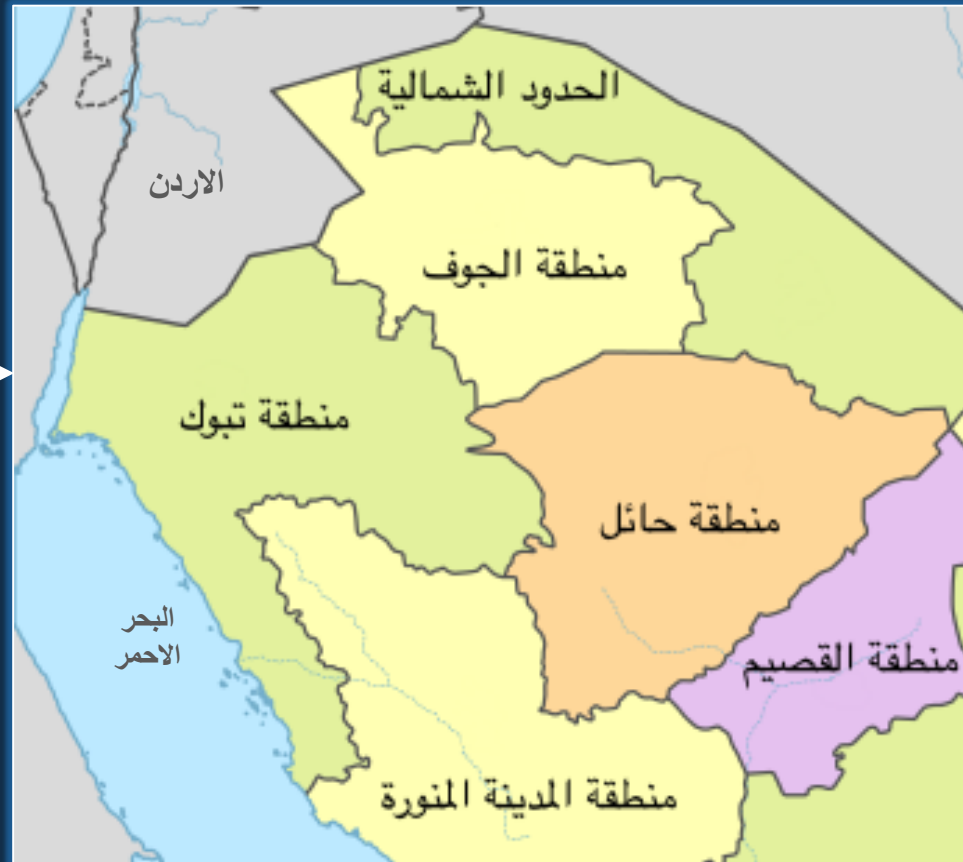 الحدود الشمالية
الاردن
منطقة الجوف
منطقة تبوك
منطقة حائل
البحر
الاحمر
منطقة القصيم
منطقة المدينة المنورة